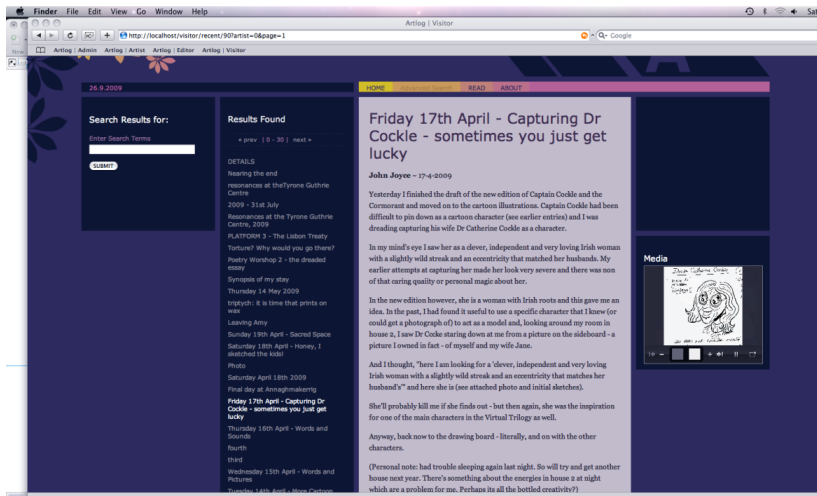 Finder File Edit View Go Window Help
Sat
Artlog | Visitor
http://localhost/visitor/recent/90?artist=0&page=1
Google
New
Artlog | Admin Artlog | Artist Artlog | Editor Artlog | Visitor
26.9.2009
HOME Advanced Search READ ABOUT
Search Results for:
Enter Search Terms
SUBMIT
Results Found
« prev | 0 - 30 | next »
DETAILS
Nearing the end
resonances at theTyrone Guthrie
Centre
2009 - 31st July
Resonances at the Tyrone Guthrie
Centre, 2009
PLATFORM 3 - The Lisbon Treaty
Torture? Why would you go there?
Poetry Worshop 2 - the dreaded
essay
Synopsis of my stay
Thursday 14 May 2009
triptych: it is time that prints on
wax
Leaving Amy
Sunday 19th April - Sacred Space
Saturday 18th April - Honey, I
sketched the kids!
Photo
Saturday April 18th 2009
Final day at Annaghmakerrig
Friday 17th April - Capturing Dr
Cockle - sometimes you just get
lucky
Thursday 16th April - Words and
Sounds
fourth
third
Wednesday 15th April - Words and
Pictures
Tuesday 14th April - More Cartoon
Friday 17th April - Capturing Dr
Cockle - sometimes you just get
lucky
John Joyce ~ 17-4-2009
Yesterday I finished the draft of the new edition of Captain Cockle and the
Cormorant and moved on to the cartoon illustrations. Captain Cockle had been
difficult to pin down as a cartoon character (see earlier entries) and I was
dreading capturing his wife Dr Catherine Cockle as a character.
In my mind's eye I saw her as a clever, independent and very loving Irish woman
with a slightly wild streak and an eccentricity that matched her husbands. My
earlier attempts at capturing her made her look very severe and there was non
of that caring quality or personal magic about her.
In the new edition however, she is a woman with Irish roots and this gave me an
idea. In the past, I had found it useful to use a specific character that I knew (or
could get a photograph of) to act as a model and, looking around my room in
house 2, I saw Dr Cocke staring down at me from a picture on the sideboard - a
picture I owned in fact - of myself and my wife Jane.
And I thought, "here I am looking for a 'clever, independent and very loving
Irish woman with a slightly wild streak and an eccentricity that matches her
husband's'" and here she is (see attached photo and initial sketches).
She'll probably kill me if she finds out - but then again, she was the inspiration
for one of the main characters in the Virtual Trilogy as well.
Anyway, back now to the drawing board - literally, and on with the other
characters.
(Personal note: had trouble sleeping again last night. So will try and get another
house next year. There's something about the energies in house 2 at night
which are a problem for me. Perhaps its all the bottled creativity?)
Media
Catherine Cockle